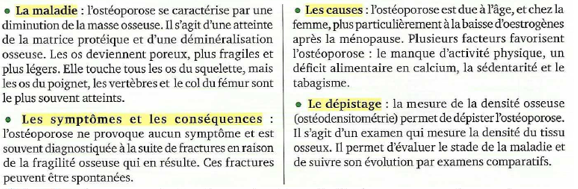 • La maladie : l'ostéoporose se caractérise par une
diminution de la masse osseuse. Il s'agit d'une atteinte
de la matrice protéique et d'une déminéralisation
osseuse. Les os deviennent poreux, plus fragiles et
plus légers. Elle touche tous les os du squelette, mais
les os du poignet, les vertèbres et le col du fémur sont
le plus souvent atteints.
• Les symptômes et les conséquences :
l'ostéoporose ne provoque aucun symptôme et est
souvent diagnostiquée à la suite de fractures en raison
de la fragilité osseuse qui en résulte. Ces fractures
peuvent être spontanées.
• Les causes : l'ostéoporose est due à l'âge, et chez la
femme, plus particulièrement à la baisse d'oestrogènes
après la ménopause. Plusieurs facteurs favorisent
l'ostéoporose : le manque d'activité physique, un
déficit alimentaire en calcium, la sédentarité et le
tabagisme.
• Le dépistage : la mesure de la densité osseuse
(ostéodensitométrie) permet de dépister l'ostéoporose.
Il s'agit d'un examen qui mesure la densité du tissu
osseux. Il permet d'évaluer le stade de la maladie et
de suivre son évolution par examens comparatifs.